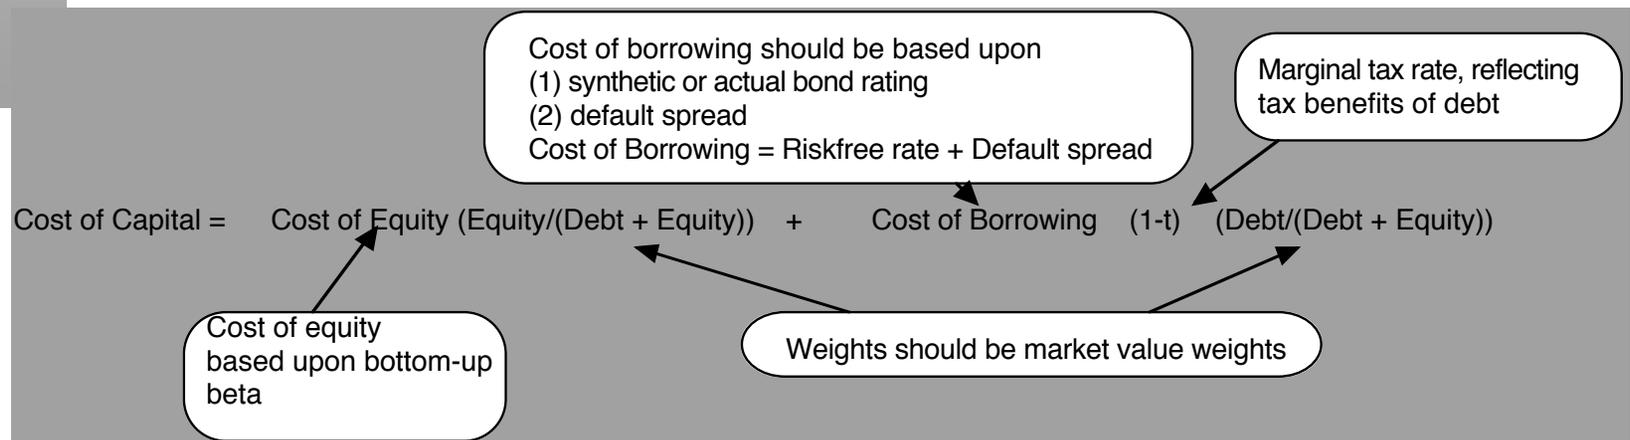 Cost of borrowing should be based upon
(1) synthetic or actual bond rating
(2) default spread
Cost of Borrowing = Riskfree rate + Default spread
Marginal tax rate, reflecting
tax benefits of debt
Cost of Capital = Cost of Equity (Equity/(Debt + Equity)) + Cost of Borrowing (1-t) (Debt/(Debt + Equity))
Cost of equity
based upon bottom-up
beta
Weights should be market value weights